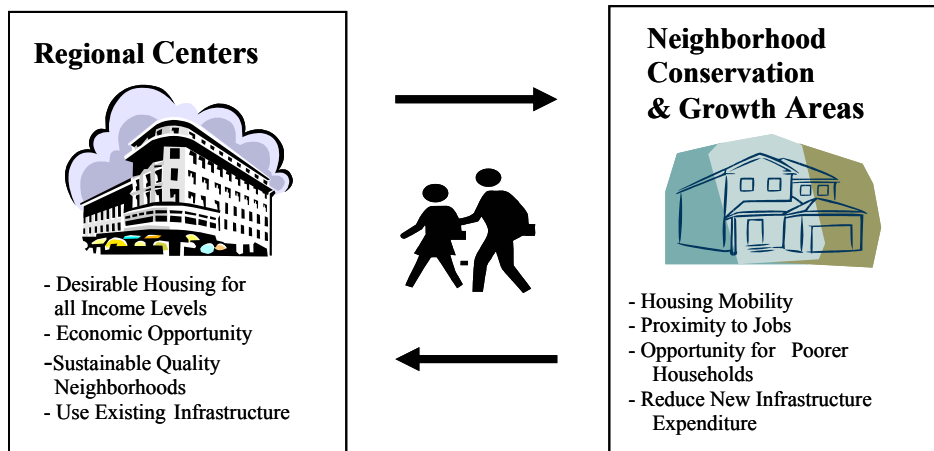 Regional Centers
- Desirable Housing for
all Income Levels
- Economic Opportunity
-Sustainable Quality
Neighborhoods
- Use Existing Infrastructure
Neighborhood
Conservation
& Growth Areas
- Housing Mobility
- Proximity to Jobs
- Opportunity for Poorer
Households
- Reduce New Infrastructure
Expenditure